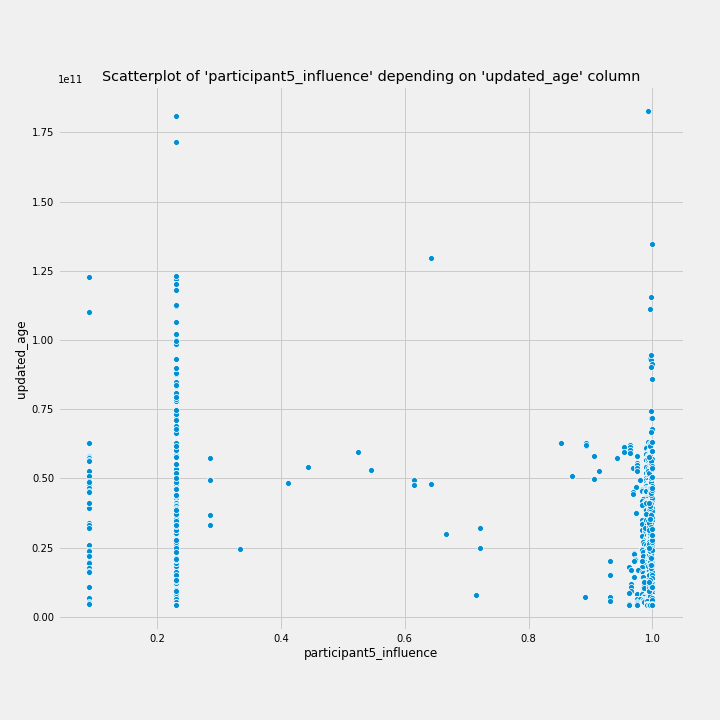 Scatterplot of 'participant5_influence' depending on 'updated_age' column
1e11
1.75
1.50
1.25
1.00
0.75
0.50
0.25
0.00
updated_age
0.2 0.4 0.6 0.8 1.0
participant5_influence